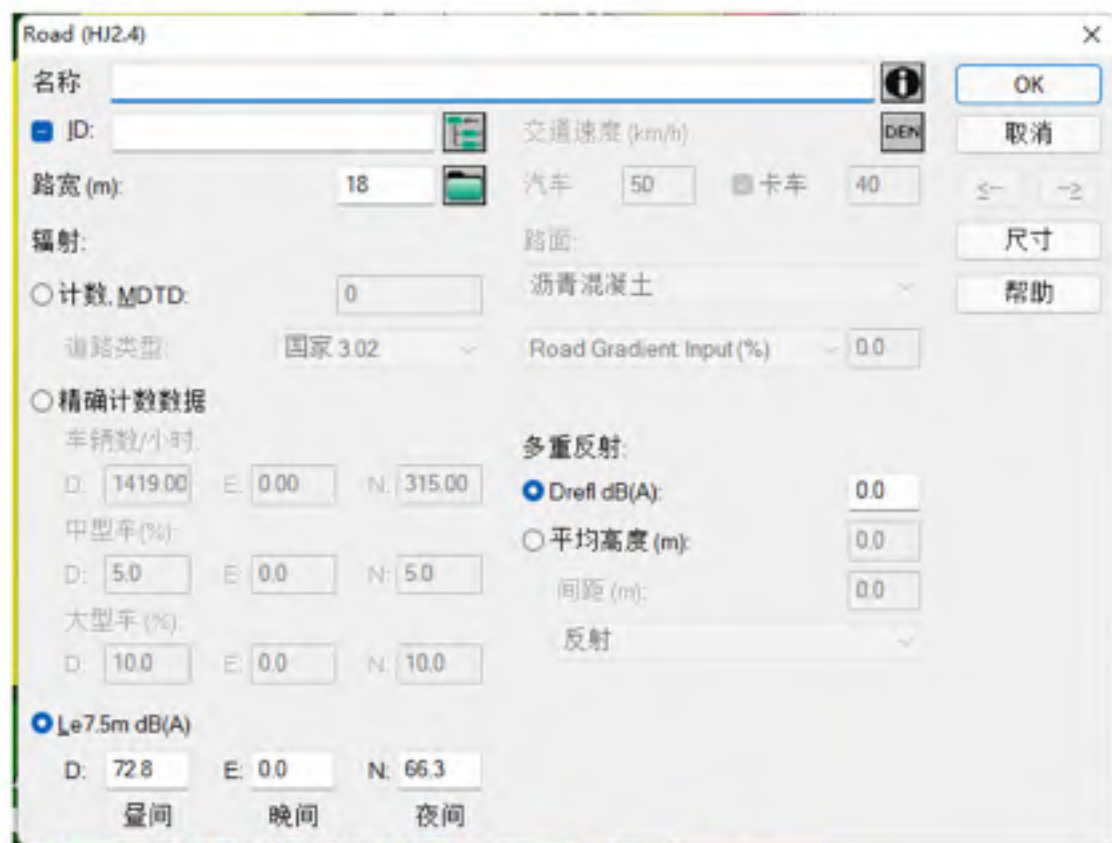 Road (HJ2.4)
名称
OK
ID:
交通速度 (km/h)
DEN
取消
路宽 (m): 18
汽车 50 卡车 40
<-- -->
辐射:
路面:
尺寸
计数, MDTD: 0
沥青混凝土
帮助
道路类型: 国家 3.02
Road Gradient Input (%) 0.0
精确计数数据
车辆数/小时:
D: 1419.00 E: 0.00 N: 315.00
中型车(%):
D: 5.0 E: 0.0 N: 5.0
大型车 (%):
D: 10.0 E: 0.0 N: 10.0
多重反射:
Drefl dB(A): 0.0
平均高度 (m): 0.0
间距 (m): 0.0
反射
Le7.5m dB(A)
D: 72.8 E: 0.0 N: 66.3
昼间 晚间 夜间